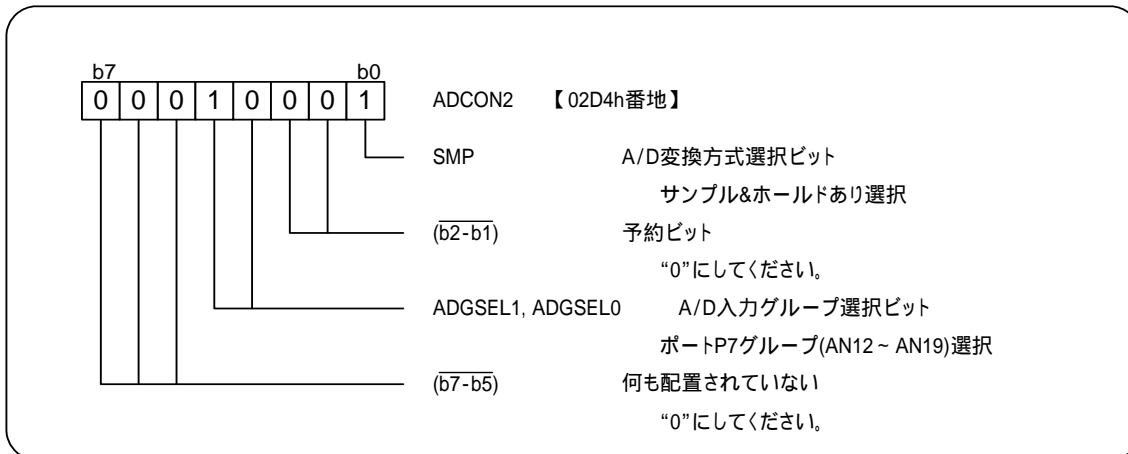 b7 b0
0 0 0 1 0 0 0 1 ADCON2 【02D4h番地】
SMP A/D変換方式選択ビット
サンプル&ホールドあり選択
(b2-b1) 予約ビット
“0”にしてください。
ADGSEL1, ADGSEL0 A/D入力グループ選択ビット
ポートP7グループ(AN12 ~ AN19)選択
(b7-b5) 何も配置されていない
“0”にしてください。